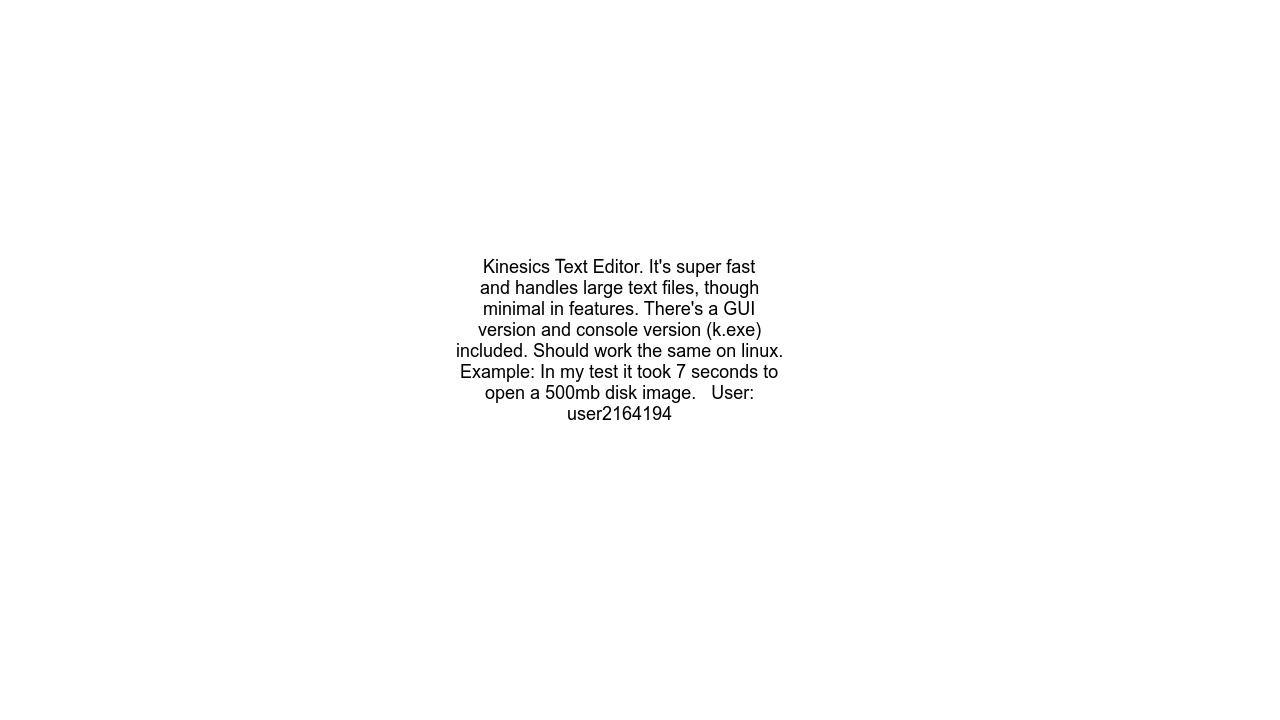 Kinesics Text Editor. It's super fast
and handles large text files, though
minimal in features. There's a GUI
version and console version (k.exe)
included. Should work the same on linux.
Example: In my test it took 7 seconds to
open a 500mb disk image.   User:
user2164194